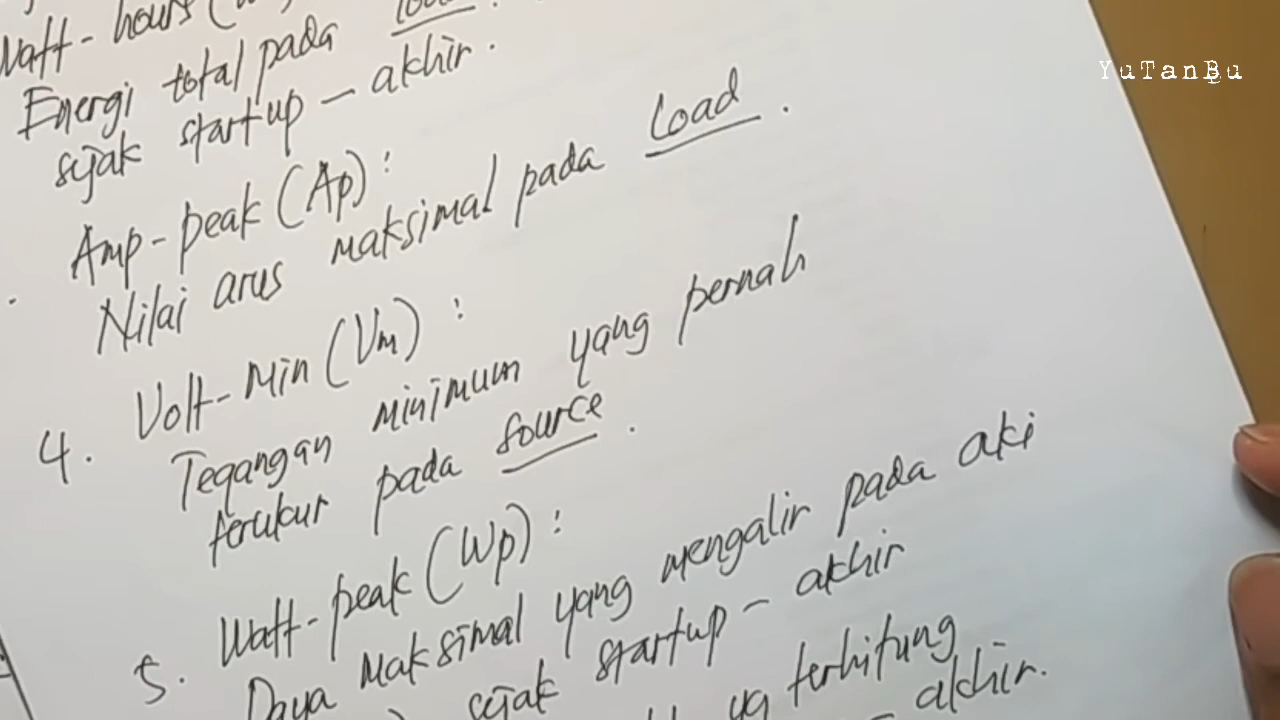 YuTanBu
Watt-hours
Energi total pada load
sejak startup - akhir.
Amp-peak (Ap) :
Nilai arus maksimal pada Load.
4. Volt-Min (Vm) :
Tegangan minimum yang pernah
terukur pada source.
5. Watt-peak (Wp) :
Daya Maksimal yang mengalir pada aki
sejak startup - akhir
yg terhitung
- akhir.